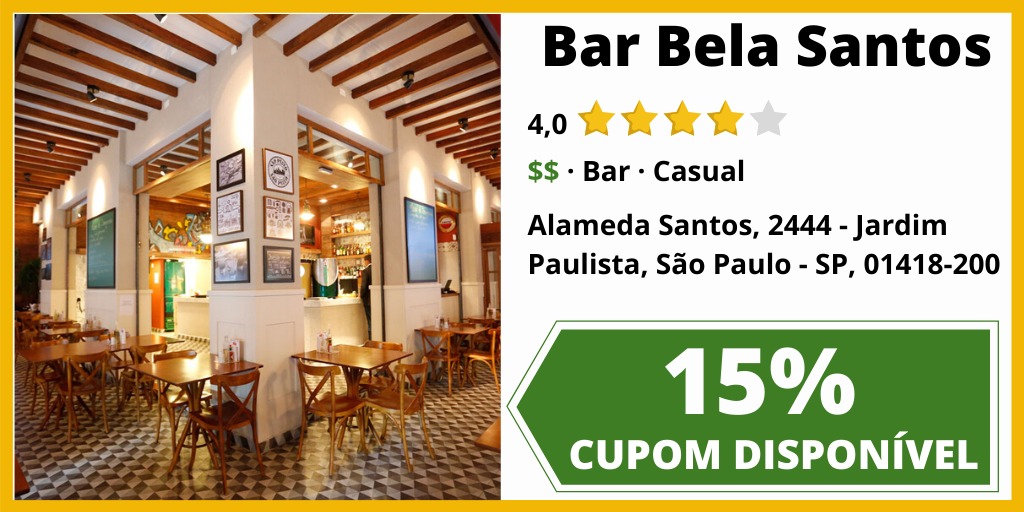 Bar Bela Santos
4,0
$$ · Bar · Casual
Alameda Santos, 2444 - Jardim
Paulista, São Paulo - SP, 01418-200
15%
CUPOM DISPONÍVEL